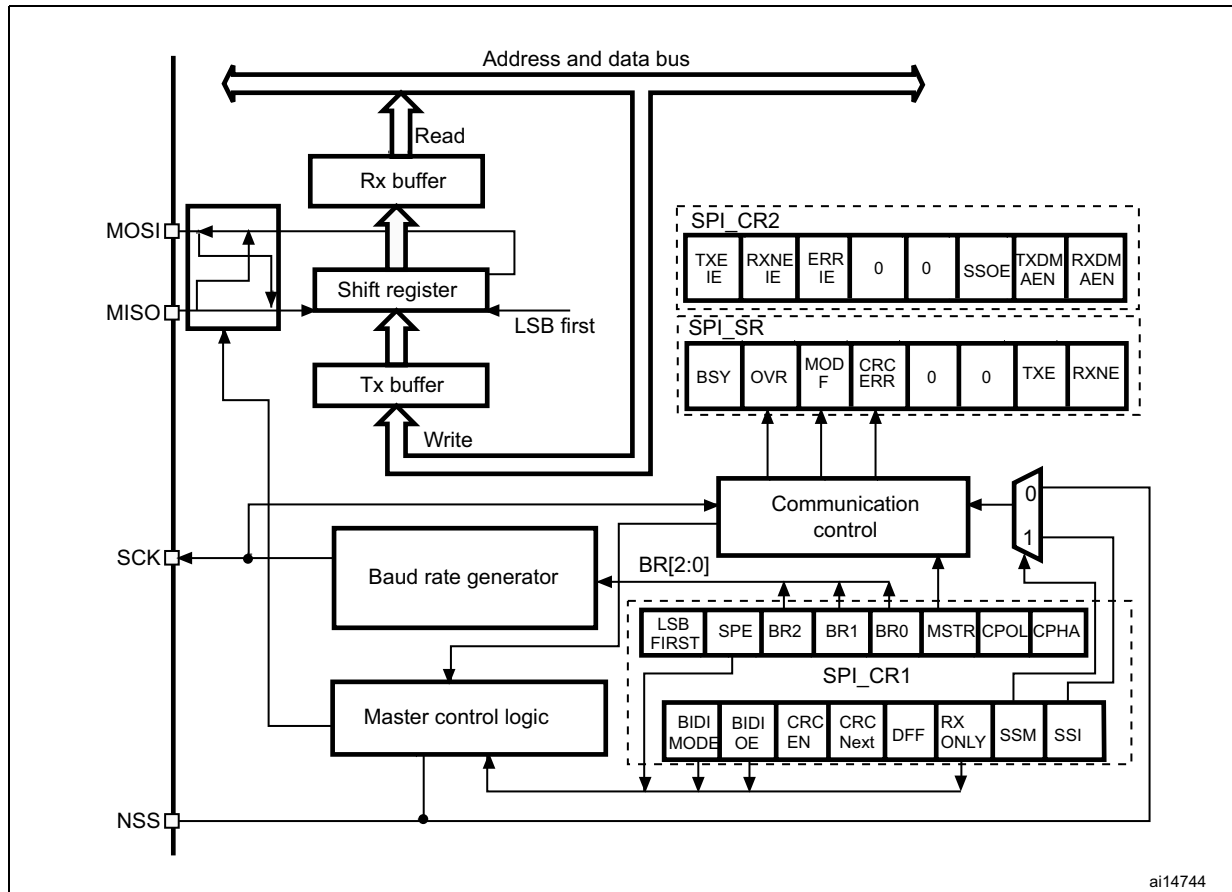 Address and data bus
Read
Rx buffer
MOSI
SPI_CR2
TXE
IE
RXNE
IE
ERR
IE
0
0
SSOE
TXDM
AEN
RXDM
AEN
Shift register
MISO
LSB first
SPI_SR
BSY
OVR
MOD
F
CRC
ERR
0
0
TXE
RXNE
Tx buffer
Write
Communication
control
0
1
SCK
Baud rate generator
BR[2:0]
LSB
FIRST
SPE
BR2
BR1
BR0
MSTR
CPOL
CPHA
SPI_CR1
Master control logic
BIDI
MODE
BIDI
OE
CRC
EN
CRC
Next
DFF
RX
ONLY
SSM
SSI
NSS
ai14744